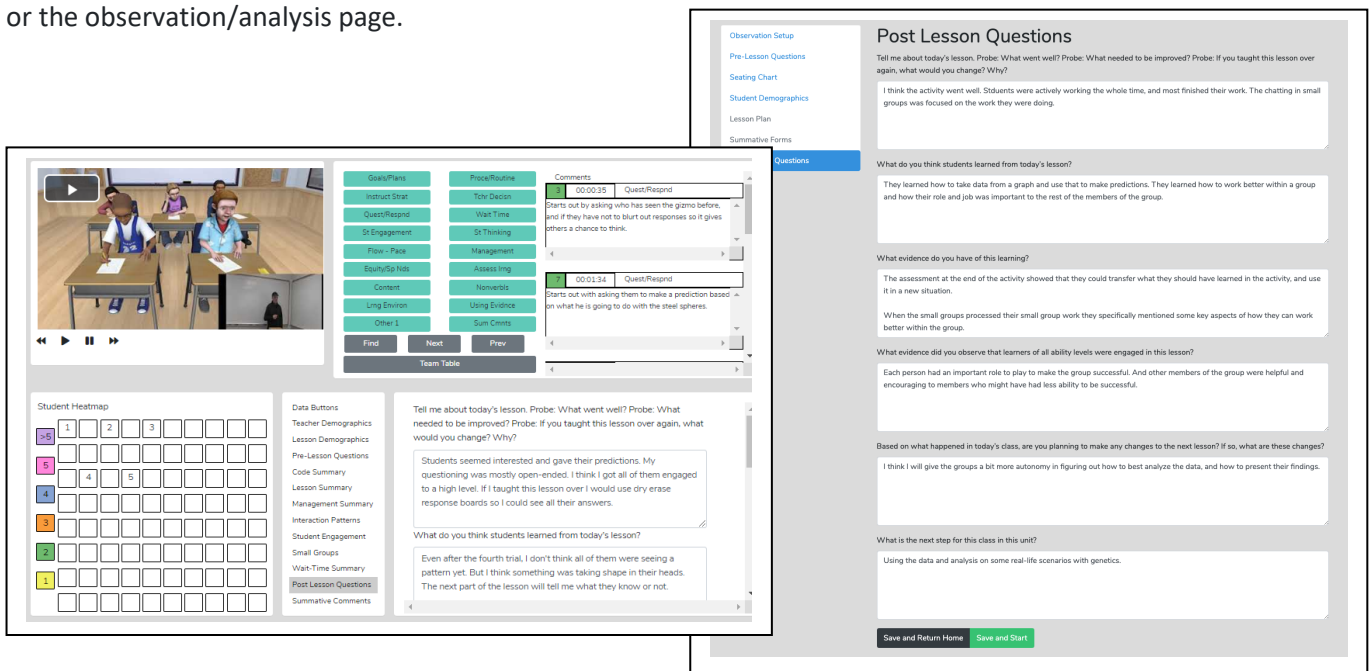 or the observation/analysis page.
Goals/Plans
Instruct Strat
Quest/Respnd
St Engagement
Flow - Pace
Equity/Sp Nds
Content
Lrng Environ
Other 1
Proce/Routine
Tchr Decisn
Wait Time
St Thinking
Management
Assess lrng
Nonverbls
Using Evidnce
Sum Cmnts
Find
Next
Prev
Team Table
Comments
3 00:00:35 Quest/Respnd
Starts out by asking who has seen the gizmo before,
and if they have not to blurt out responses so it gives
others a chance to think.
7 00:01:34 Quest/Respnd
Starts out with asking them to make a prediction based
on what he is going to do with the steel spheres.
Student Heatmap
>5
5
4
3
2
1
1 2 3
4 5
Data Buttons
Teacher Demographics
Lesson Demographics
Pre-Lesson Questions
Code Summary
Lesson Summary
Management Summary
Interaction Patterns
Student Engagement
Small Groups
Wait-Time Summary
Post Lesson Questions
Summative Comments
Tell me about today's lesson. Probe: What went well? Probe: What
needed to be improved? Probe: If you taught this lesson over again, what
would you change? Why?
Students seemed interested and gave their predictions. My
questioning was mostly open-ended. I think I got all of them engaged
to a high level. If I taught this lesson over I would use dry erase
response boards so I could see all their answers.
What do you think students learned from today's lesson?
Even after the fourth trial, I don't think all of them were seeing a
pattern yet. But I think something was taking shape in their heads.
The next part of the lesson will tell me what they know or not.
Observation Setup
Pre-Lesson Questions
Seating Chart
Student Demographics
Lesson Plan
Summative Forms
Questions
Post Lesson Questions
Tell me about today's lesson. Probe: What went well? Probe: What needed to be improved? Probe: If you taught this lesson over
again, what would you change? Why?
I think the activity went well. Stduents were actively working the whole time, and most finished their work. The chatting in small
groups was focused on the work they were doing.
What do you think students learned from today's lesson?
They learned how to take data from a graph and use that to make predictions. They learned how to work better within a group
and how their role and job was important to the rest of the members of the group.
What evidence do you have of this learning?
The assessment at the end of the activity showed that they could transfer what they should have learned in the activity, and use
it in a new situation.
When the small groups processed their small group work they specifically mentioned some key aspects of how they can work
better within the group.
What evidence did you observe that learners of all ability levels were engaged in this lesson?
Each person had an important role to play to make the group successful. And other members of the group were helpful and
encouraging to members who might have had less ability to be successful.
Based on what happened in today's class, are you planning to make any changes to the next lesson? If so, what are these changes?
I think I will give the groups a bit more autonomy in figuring out how to best analyze the data, and how to present their findings.
What is the next step for this class in this unit?
Using the data and analysis on some real-life scenarios with genetics.
Save and Return Home
Save and Start